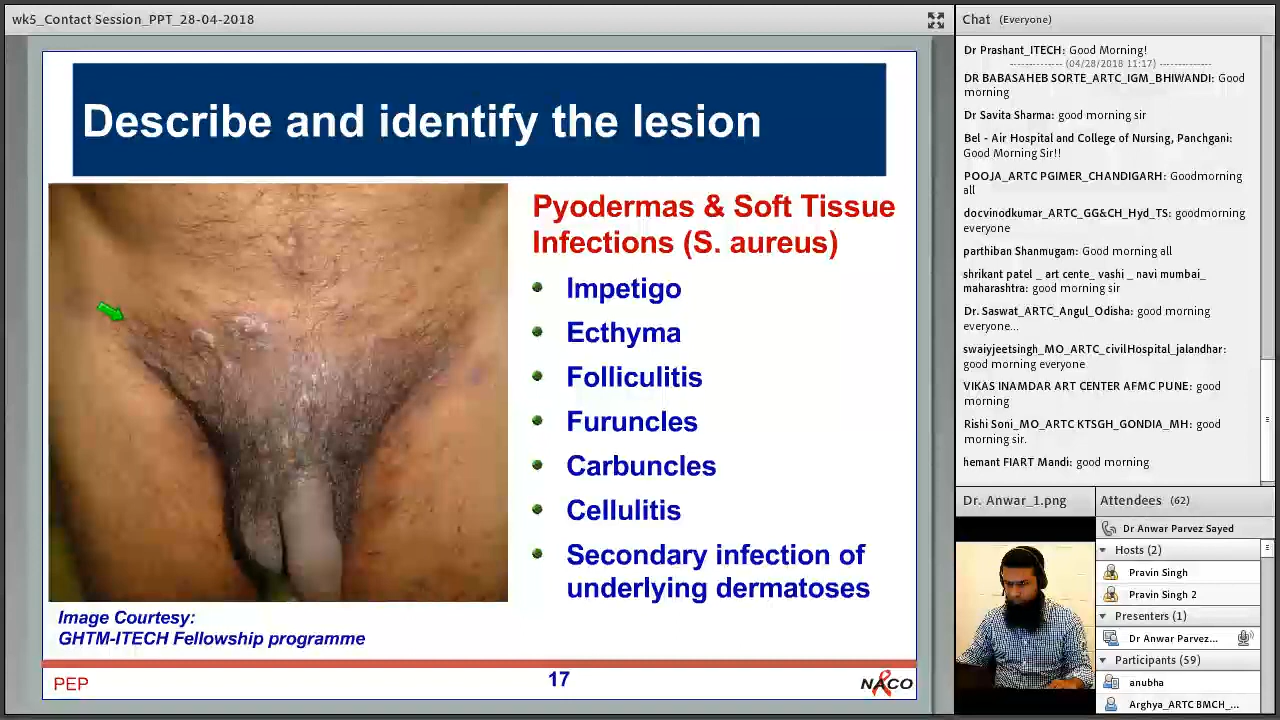 wk5_Contact Session_PPT_28-04-2018
Describe and identify the lesion
Pyodermas & Soft Tissue
Infections (S. aureus)
Impetigo
Ecthyma
Folliculitis
Furuncles
Carbuncles
Cellulitis
Secondary infection of
underlying dermatoses
Image Courtesy:
GHTM-ITECH Fellowship programme
PEP
17
NACO
Chat (Everyone)
Dr Prashant_ITECH: Good Morning!
--------------- (04/28/2018 11:17) ---------------
DR BABASAHEB SORTE_ARTC_IGM_BHIWANDI: Good
morning
Dr Savita Sharma: good morning sir
Bel - Air Hospital and College of Nursing, Panchgani:
Good Morning Sir!!
POOJA_ARTC PGIMER_CHANDIGARH: Goodmorning
all
docvinodkumar_ARTC_GG&CH_Hyd_TS: goodmorning
everyone
parthiban Shanmugam: Good morning all
shrikant patel _ art cente_ vashi _ navi mumbai_
maharashtra: good morning sir
Dr. Saswat_ARTC_Angul_Odisha: good morning
everyone...
swaiyjeetsingh_MO_ARTC_civilHospital_jalandhar:
good morning everyone
VIKAS INAMDAR ART CENTER AFMC PUNE: good
morning
Rishi Soni_MO_ARTC KTSGH_GONDIA_MH: good
morning sir.
hemant FIART Mandi: good morning
Dr. Anwar_1.png
Attendees (62)
Dr Anwar Parvez Sayed
Hosts (2)
Pravin Singh
Pravin Singh 2
Presenters (1)
Dr Anwar Parvez...
Participants (59)
anubha
Arghya_ARTC BMCH_...